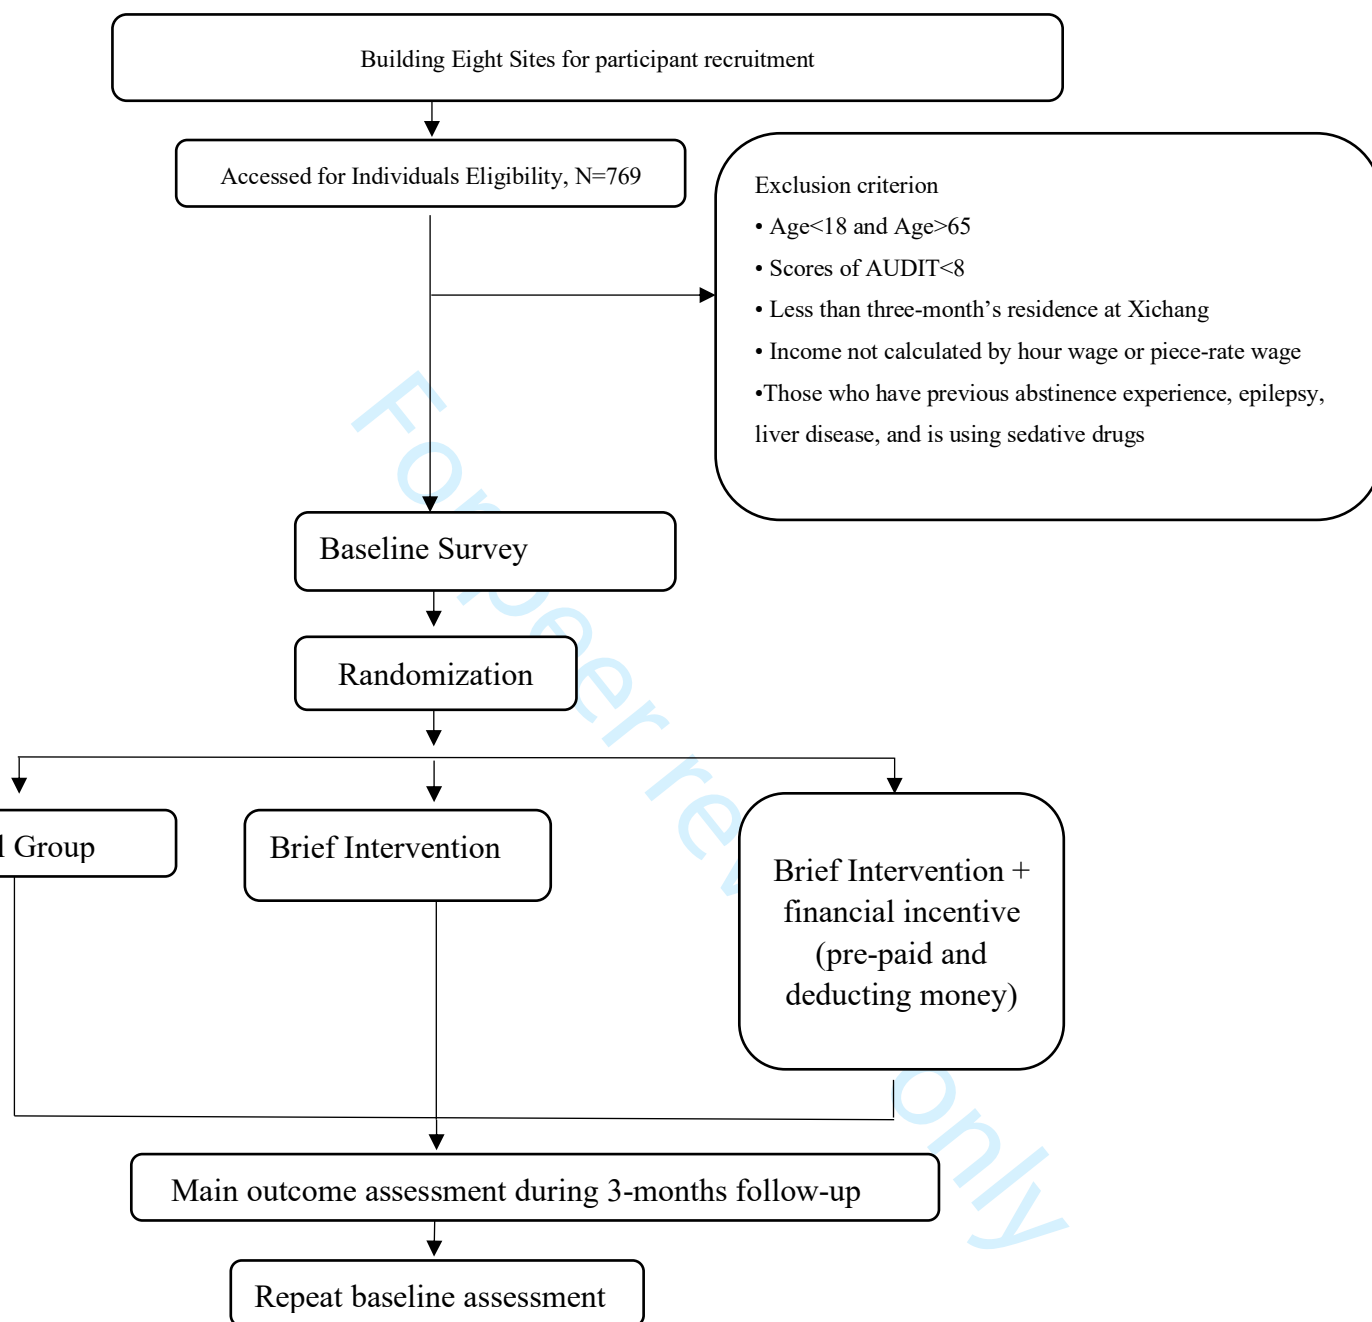 Building Eight Sites for participant recruitment
Accessed for Individuals Eligibility, N=769
Exclusion criterion
• Age<18 and Age>65
• Scores of AUDIT<8
• Less than three-month’s residence at Xichang
• Income not calculated by hour wage or piece-rate wage
•Those who have previous abstinence experience, epilepsy,
liver disease, and is using sedative drugs
Baseline Survey
Randomization
Group
Brief Intervention
Brief Intervention +
financial incentive
(pre-paid and
deducting money)
Main outcome assessment during 3-months follow-up
Repeat baseline assessment
For peer review only